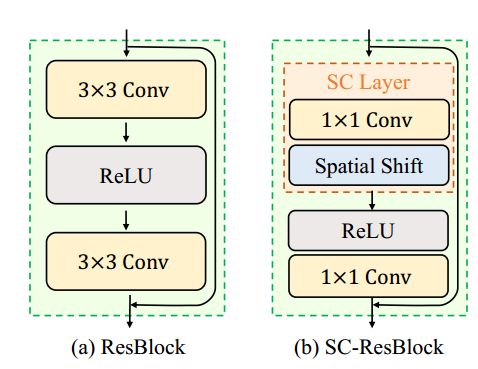 3×3 Conv
ReLU
3×3 Conv
(a) ResBlock
SC Layer
1×1 Conv
Spatial Shift
ReLU
1×1 Conv
(b) SC-ResBlock